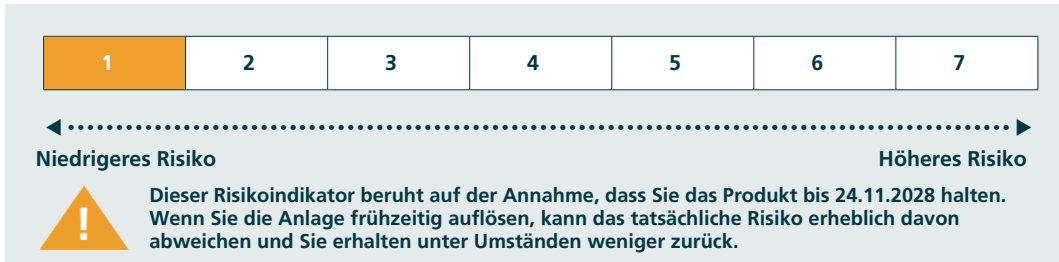 1 2 3 4 5 6 7
Niedrigeres Risiko Höheres Risiko
Dieser Risikoindikator beruht auf der Annahme, dass Sie das Produkt bis 24.11.2028 halten.
Wenn Sie die Anlage frühzeitig auflösen, kann das tatsächliche Risiko erheblich davon
abweichen und Sie erhalten unter Umständen weniger zurück.